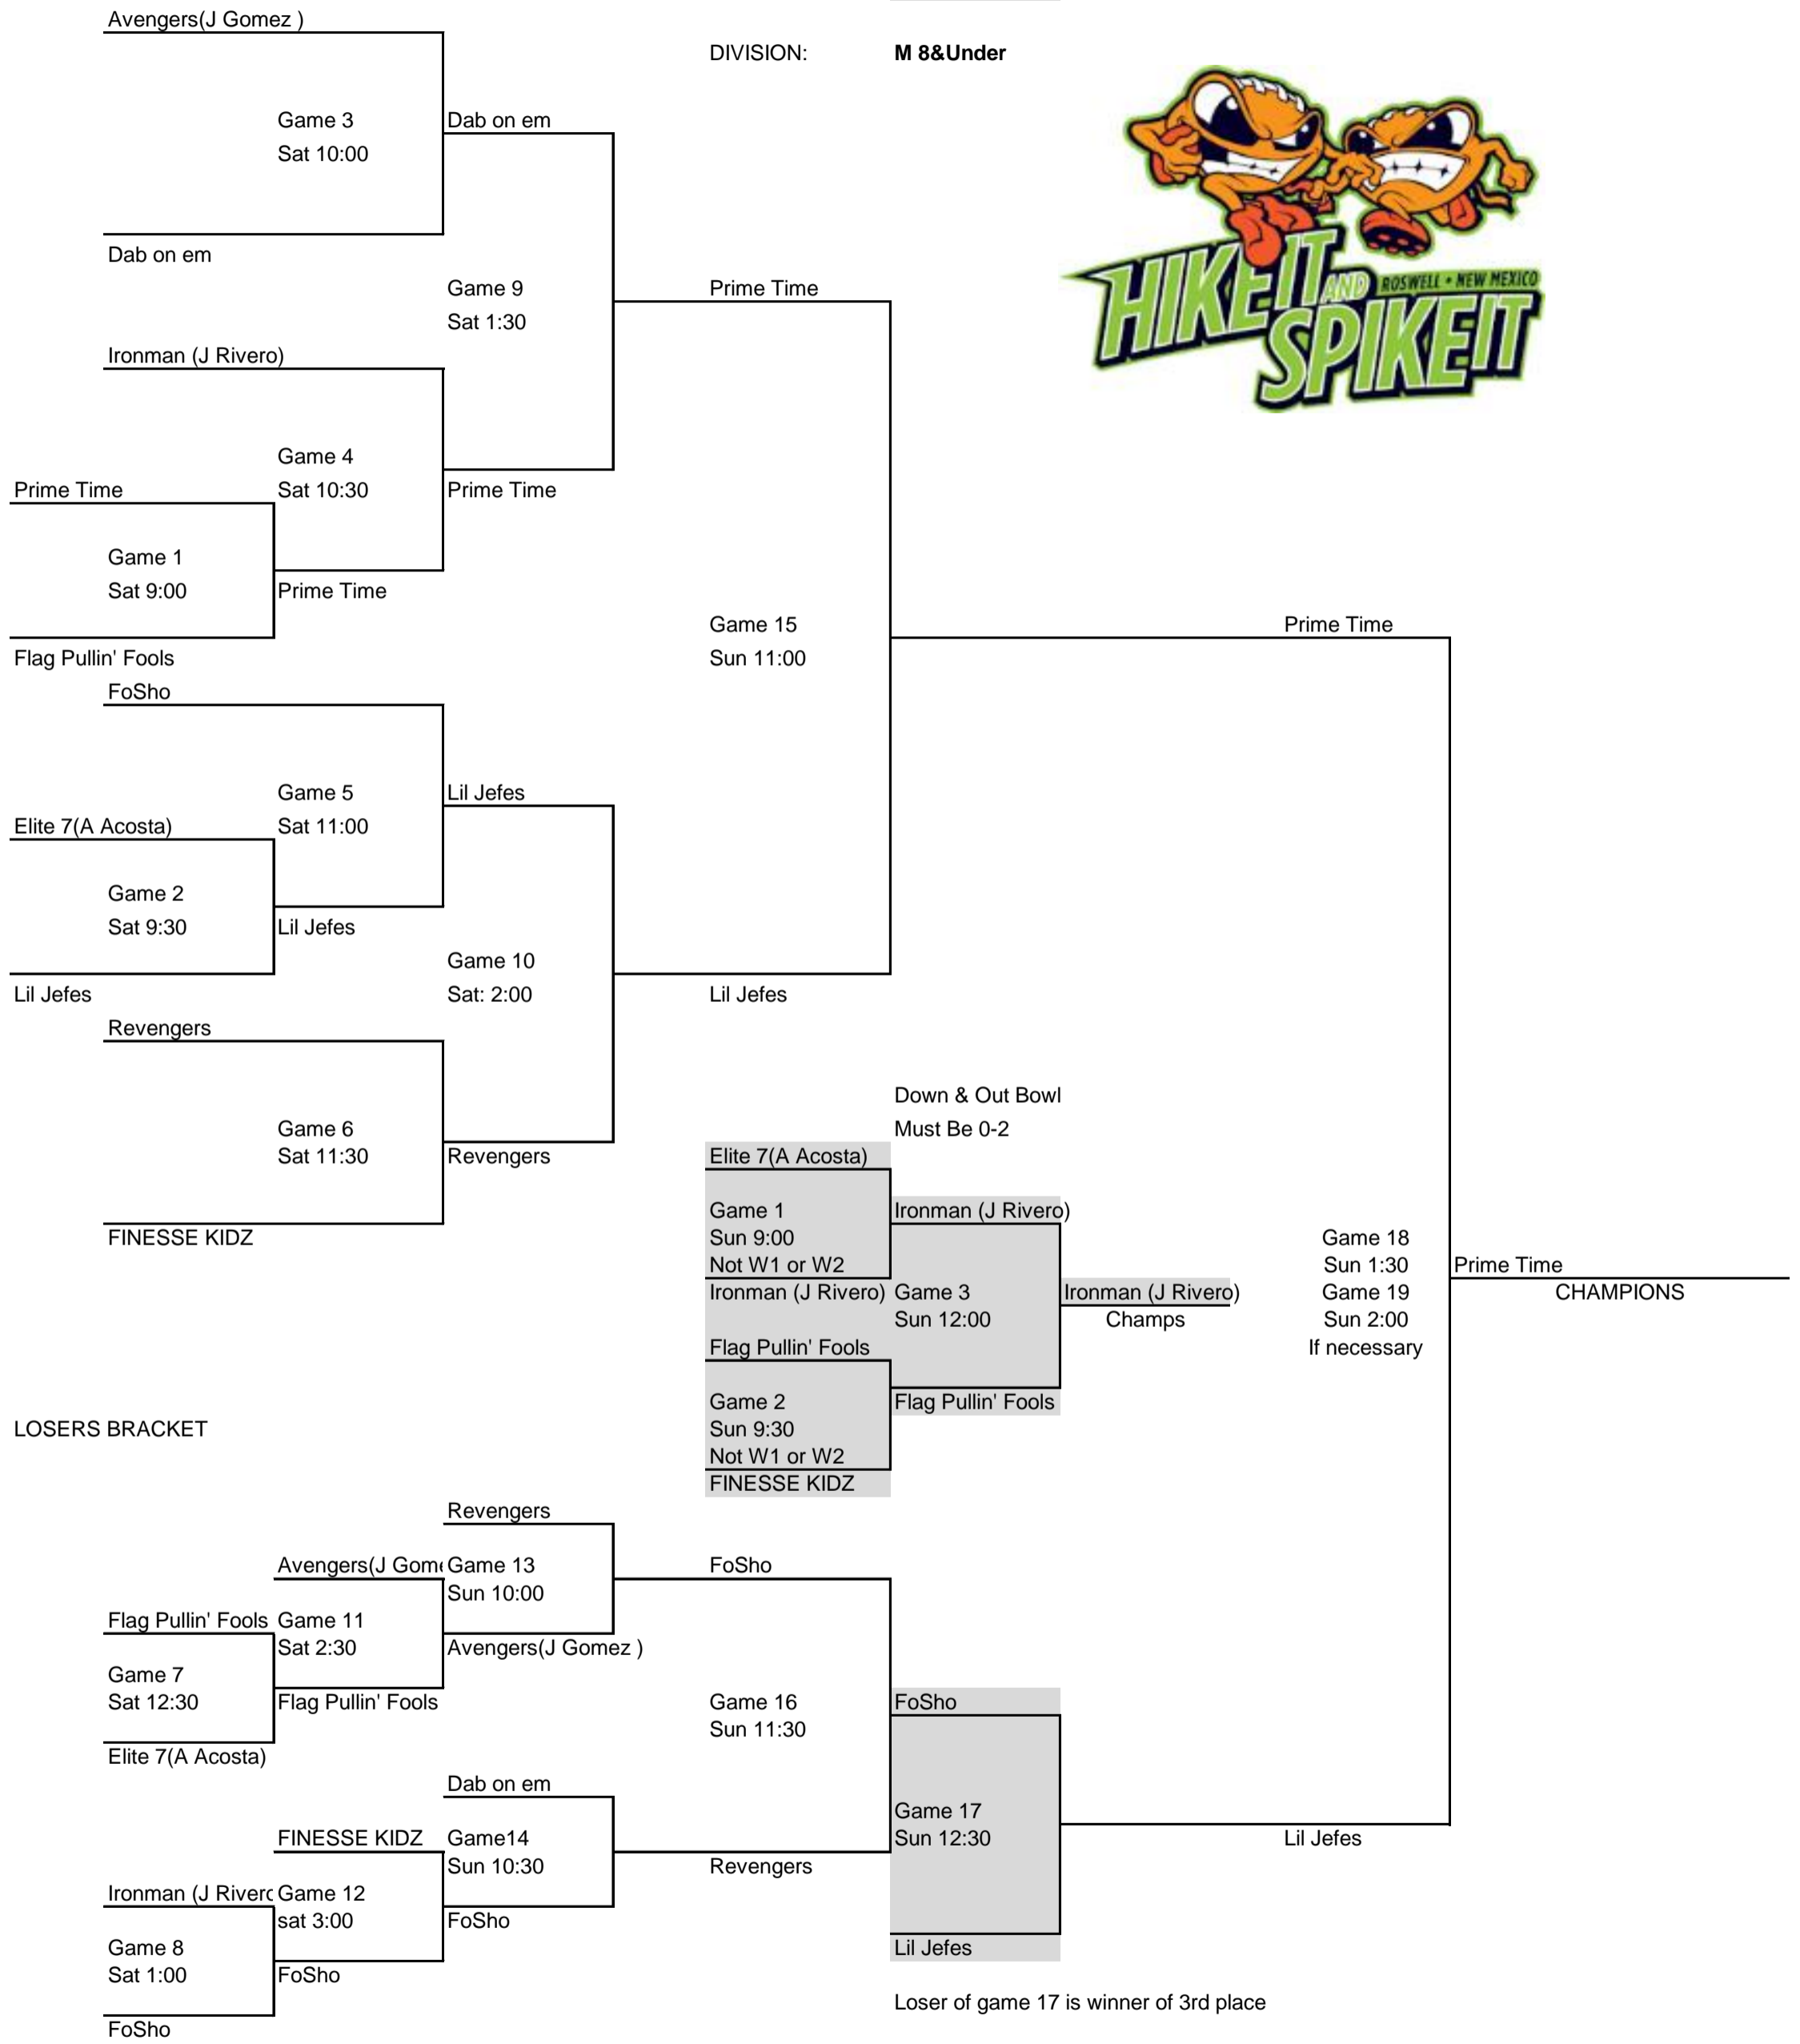 Avengers(J Gomez )
DIVISION: M 8&Under
Game 3
Sat 10:00
Dab on em
Dab on em
HIKEIT AND SPIKEIT
ROSWELL • NEW MEXICO
Game 9
Sat 1:30
Prime Time
Ironman (J Rivero)
Game 4
Sat 10:30
Prime Time
Prime Time
Game 1
Sat 9:00
Prime Time
Flag Pullin' Fools
Game 15
Sun 11:00
Prime Time
FoSho
Game 5
Sat 11:00
Lil Jefes
Elite 7(A Acosta)
Game 2
Sat 9:30
Lil Jefes
Lil Jefes
Game 10
Sat: 2:00
Lil Jefes
Revengers
Game 6
Sat 11:30
Revengers
FINESSE KIDZ
Down & Out Bowl
Must Be 0-2
Elite 7(A Acosta)
Game 1
Sun 9:00
Not W1 or W2
Ironman (J Rivero)
Ironman (J Rivero)
Game 3
Sun 12:00
Ironman (J Rivero)
Champs
Flag Pullin' Fools
Game 2
Sun 9:30
Not W1 or W2
FINESSE KIDZ
Flag Pullin' Fools
Game 18
Sun 1:30
Game 19
Sun 2:00
If necessary
Prime Time
CHAMPIONS
LOSERS BRACKET
Revengers
Avengers(J Gom
Game 13
Sun 10:00
FoSho
Flag Pullin' Fools
Game 11
Sat 2:30
Avengers(J Gomez )
Game 7
Sat 12:30
Flag Pullin' Fools
Elite 7(A Acosta)
Game 16
Sun 11:30
FoSho
Dab on em
FINESSE KIDZ
Game14
Sun 10:30
Revengers
Game 17
Sun 12:30
Lil Jefes
Ironman (J River
Game 12
sat 3:00
FoSho
Game 8
Sat 1:00
FoSho
FoSho
Lil Jefes
Loser of game 17 is winner of 3rd place